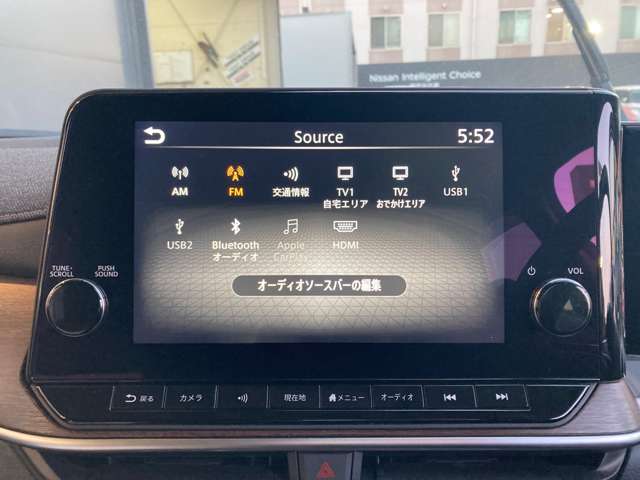 Nissan Intelligent Choice
Source
5:52
AM
FM
交通情報
TV1
自宅エリア
TV2
おでかけエリア
USB1
USB2
Bluetooth
オーディオ
Apple
CarPlay
HDMI
オーディオソースバーの編集
TUNE•
SCROLL
PUSH
SOUND
VOL
戻る
カメラ
現在地
メニュー
オーディオ